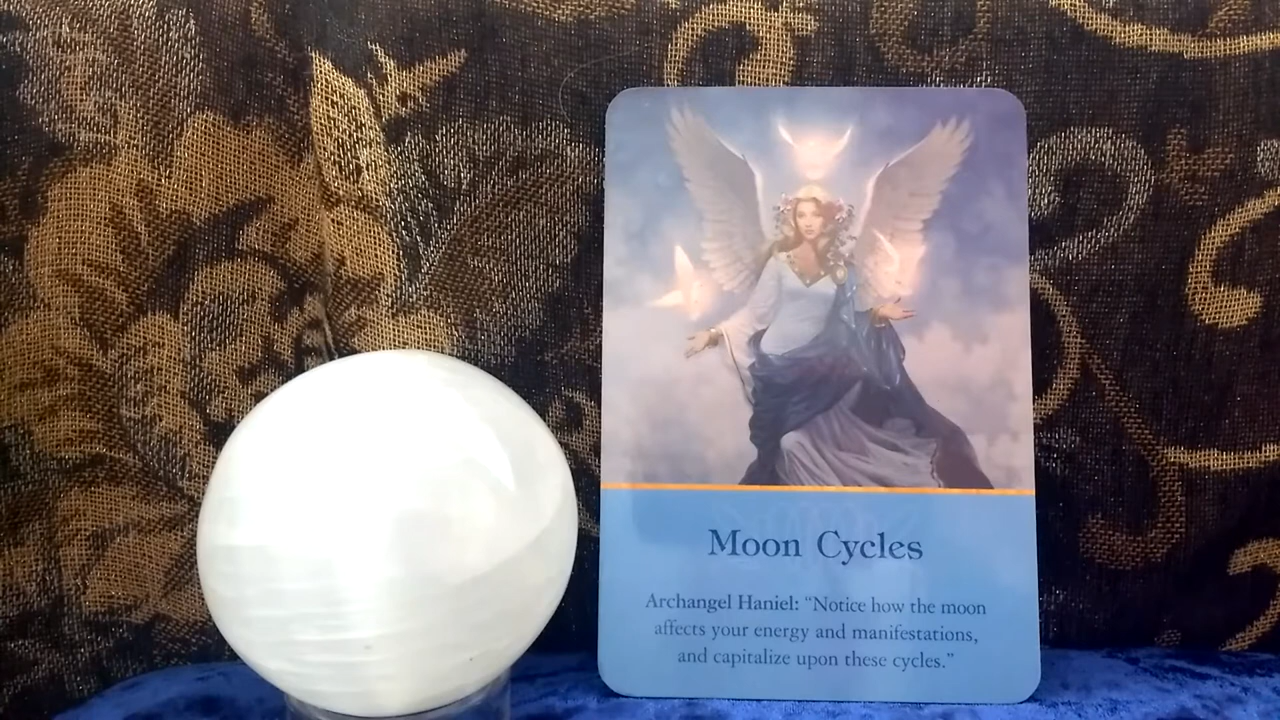 Moon Cycles
Archangel Haniel: “Notice how the moon
affects your energy and manifestations,
and capitalize upon these cycles.”